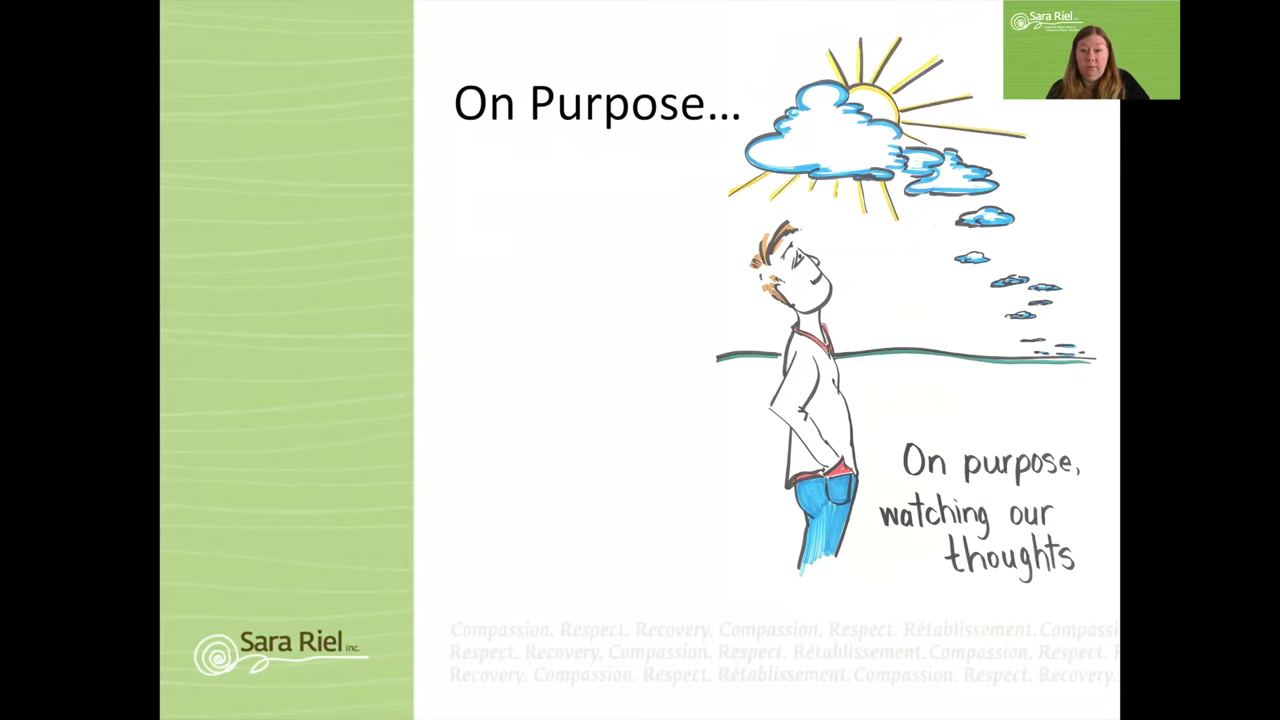 On Purpose...
Sara Riel
On purpose,
watching our
thoughts
Sara Riel inc.
Compassion. Respect. Recovery. Compassion. Respect. Rétablissement. Compassi
Respect. Recovery. Compassion. Respect. Rétablissement.Compassion. Respect.
Recovery. Compassion. Respect. Rétablissement. Compassion. Respect. Recovery.